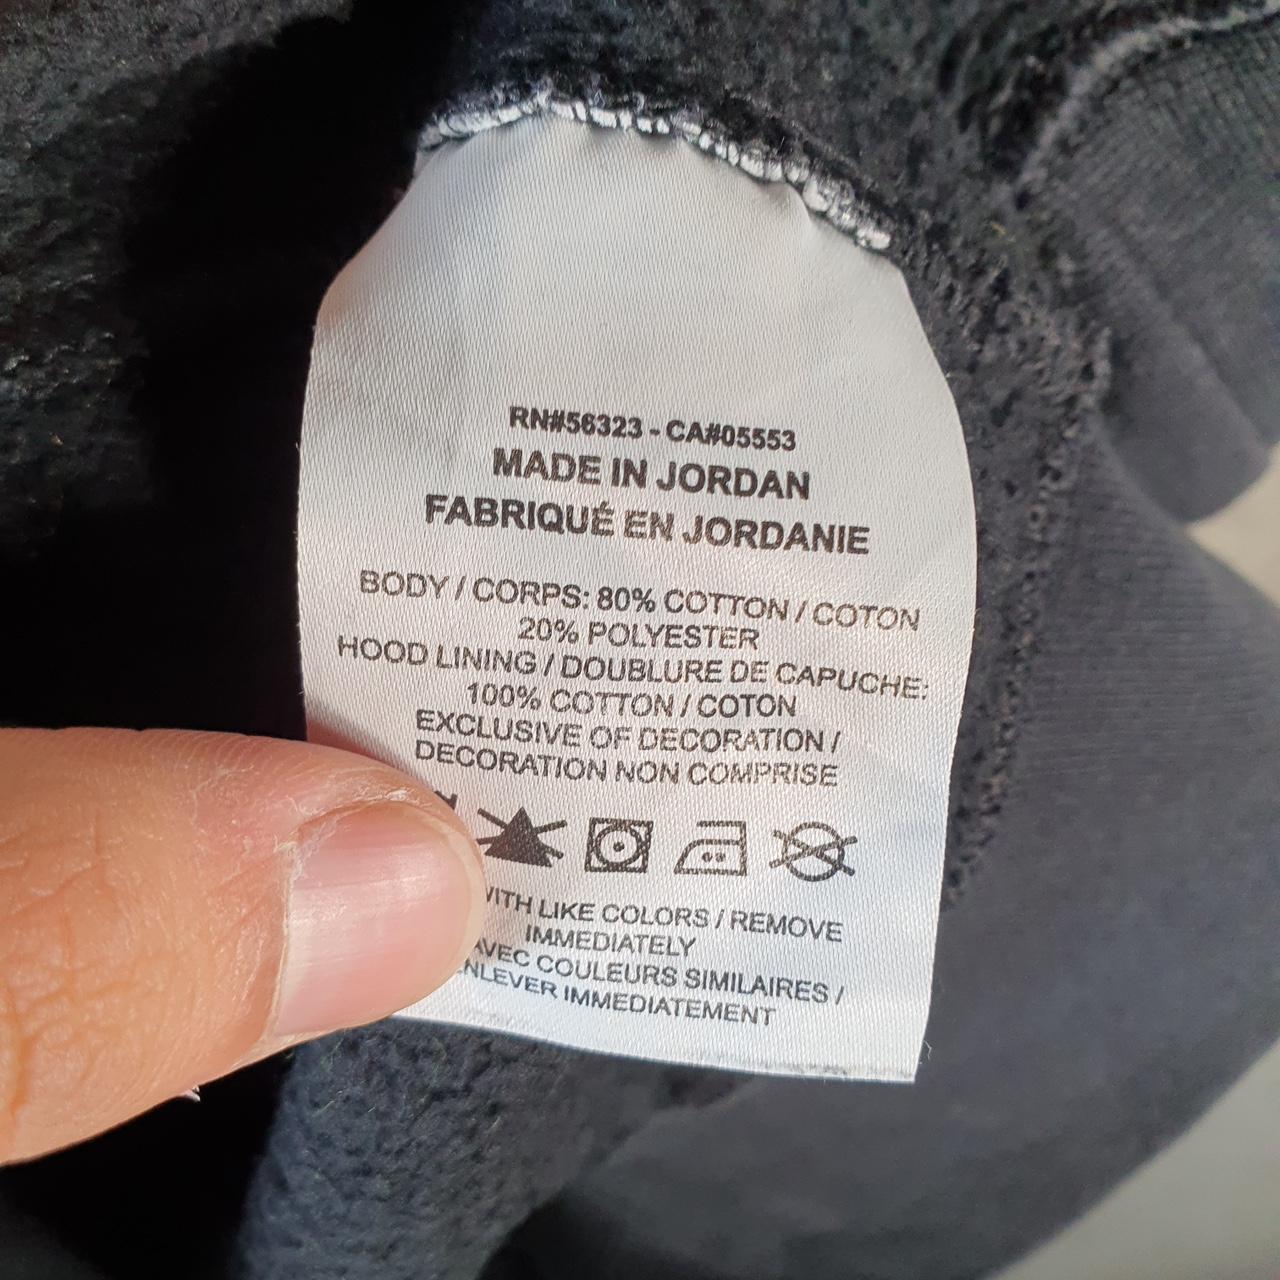 RN#56323 - CA#05553
MADE IN JORDAN
FABRIQUÉ EN JORDANIE
BODY / CORPS: 80% COTTON / COTON
20% POLYESTER
HOOD LINING / DOUBLURE DE CAPUCHE:
100% COTTON / COTON
EXCLUSIVE OF DECORATION /
DECORATION NON COMPRISE
LIKE COLORS / REMOVE
IMMEDIATELY
AVEC COULEURS SIMILAIRES /
IMMEDIATEMENT